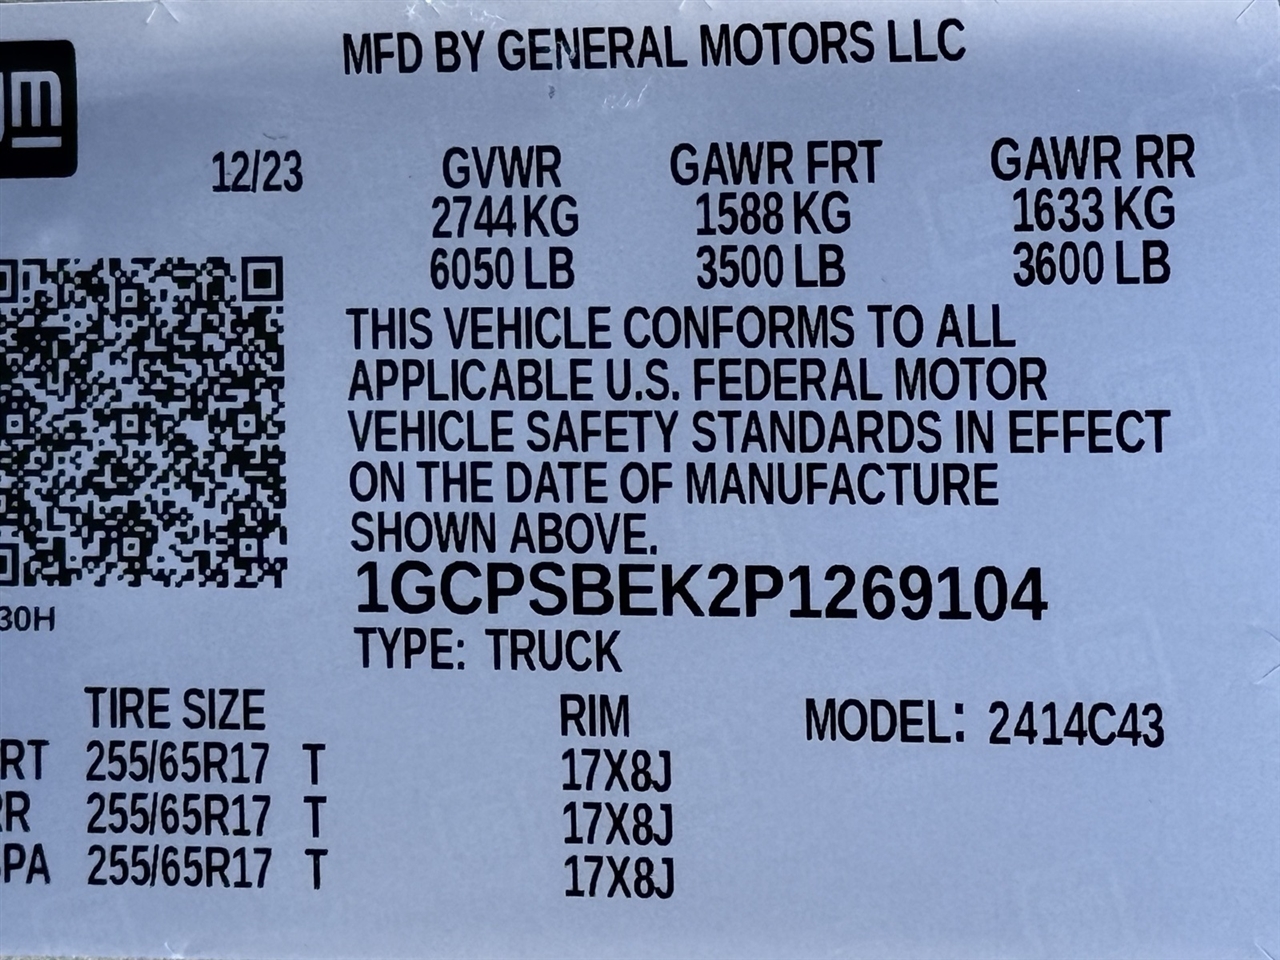 MFD BY GENERAL MOTORS LLC
gm
12/23
GVWR GAWR FRT GAWR RR
2744 KG 1588 KG 1633 KG
6050 LB 3500 LB 3600 LB
THIS VEHICLE CONFORMS TO ALL
APPLICABLE U.S. FEDERAL MOTOR
VEHICLE SAFETY STANDARDS IN EFFECT
ON THE DATE OF MANUFACTURE
SHOWN ABOVE.
1GCPSBEK2P1269104
30H
TYPE: TRUCK
TIRE SIZE RIM MODEL: 2414C43
RT 255/65R17 T 17X8J
R 255/65R17 T 17X8J
PA 255/65R17 T 17X8J